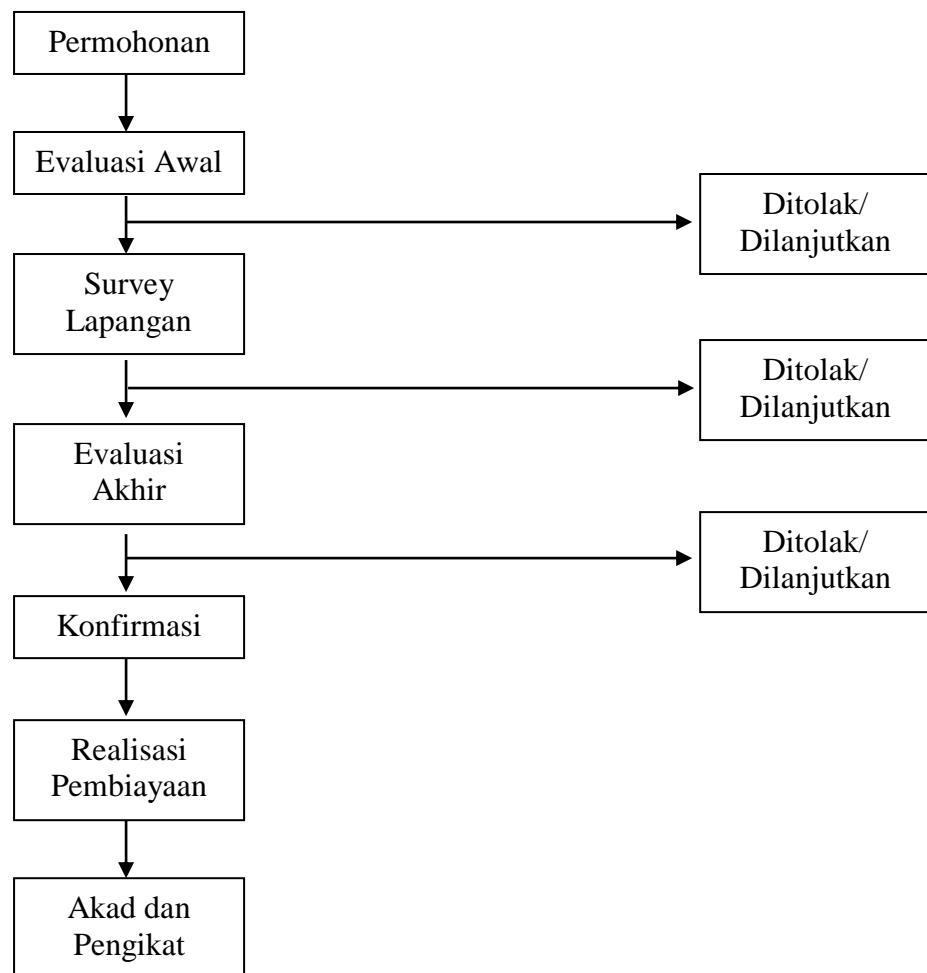 Permohonan
Evaluasi Awal
Ditolak/
Dilanjutkan
Survey
Lapangan
Ditolak/
Dilanjutkan
Evaluasi
Akhir
Ditolak/
Dilanjutkan
Konfirmasi
Realisasi
Pembiayaan
Akad dan
Pengikat